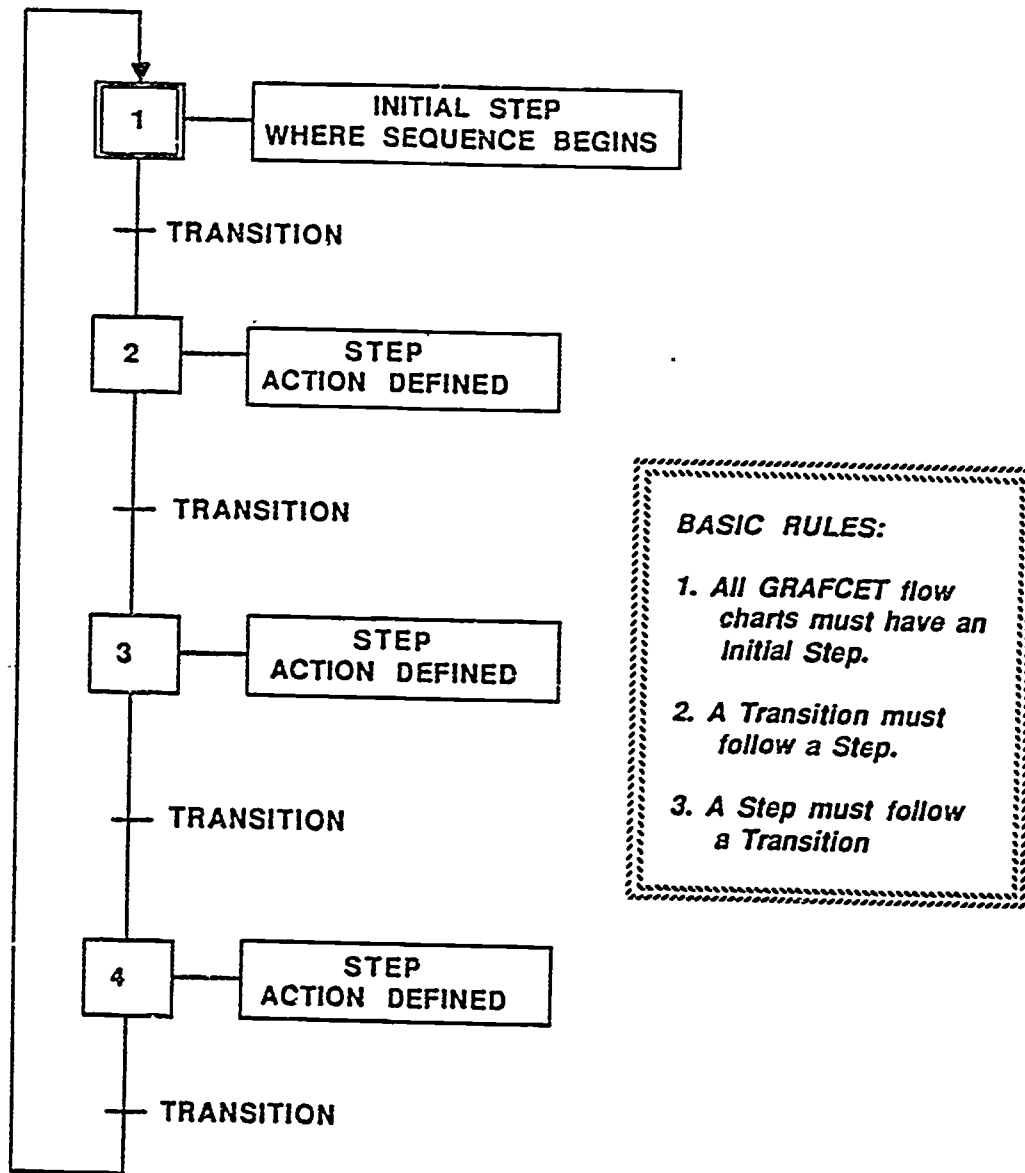 1
INITIAL STEP
WHERE SEQUENCE BEGINS
TRANSITION
2
STEP
ACTION DEFINED
TRANSITION
3
STEP
ACTION DEFINED
TRANSITION
4
STEP
ACTION DEFINED
TRANSITION
BASIC RULES:
1. All GRAFCET flow
charts must have an
Initial Step.
2. A Transition must
follow a Step.
3. A Step must follow
a Transition